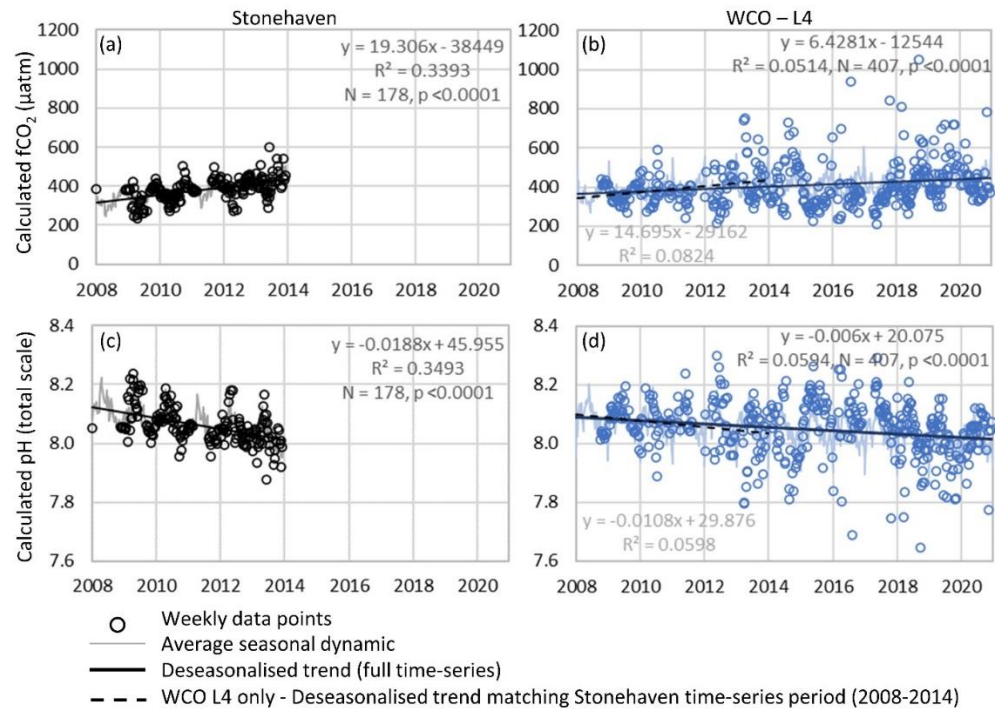 Stonehaven
WCO – L4
Calculated fCO₂ (µatm)
1200
1000
800
600
400
200
0
(a)
y = 19.306x - 38449
R² = 0.3393
N = 178, p <0.0001
2008 2010 2012 2014 2016 2018 2020
1200
1000
800
600
400
200
0
(b)
y = 6.4281x - 12544
R² = 0.0514, N = 407, p <0.0001
y = 14.695x - 29162
R² = 0.0824
2008 2010 2012 2014 2016 2018 2020
Calculated pH (total scale)
8.4
8.2
8.0
7.8
7.6
(c)
y = -0.0188x + 45.955
R² = 0.3493
N = 178, p <0.0001
2008 2010 2012 2014 2016 2018 2020
8.4
8.2
8.0
7.8
7.6
(d)
y = -0.006x + 20.075
R² = 0.0594, N = 407, p <0.0001
y = -0.0108x + 29.876
R² = 0.0598
2008 2010 2012 2014 2016 2018 2020
Weekly data points
Average seasonal dynamic
Deseasonalised trend (full time-series)
WCO L4 only - Deseasonalised trend matching Stonehaven time-series period (2008-2014)